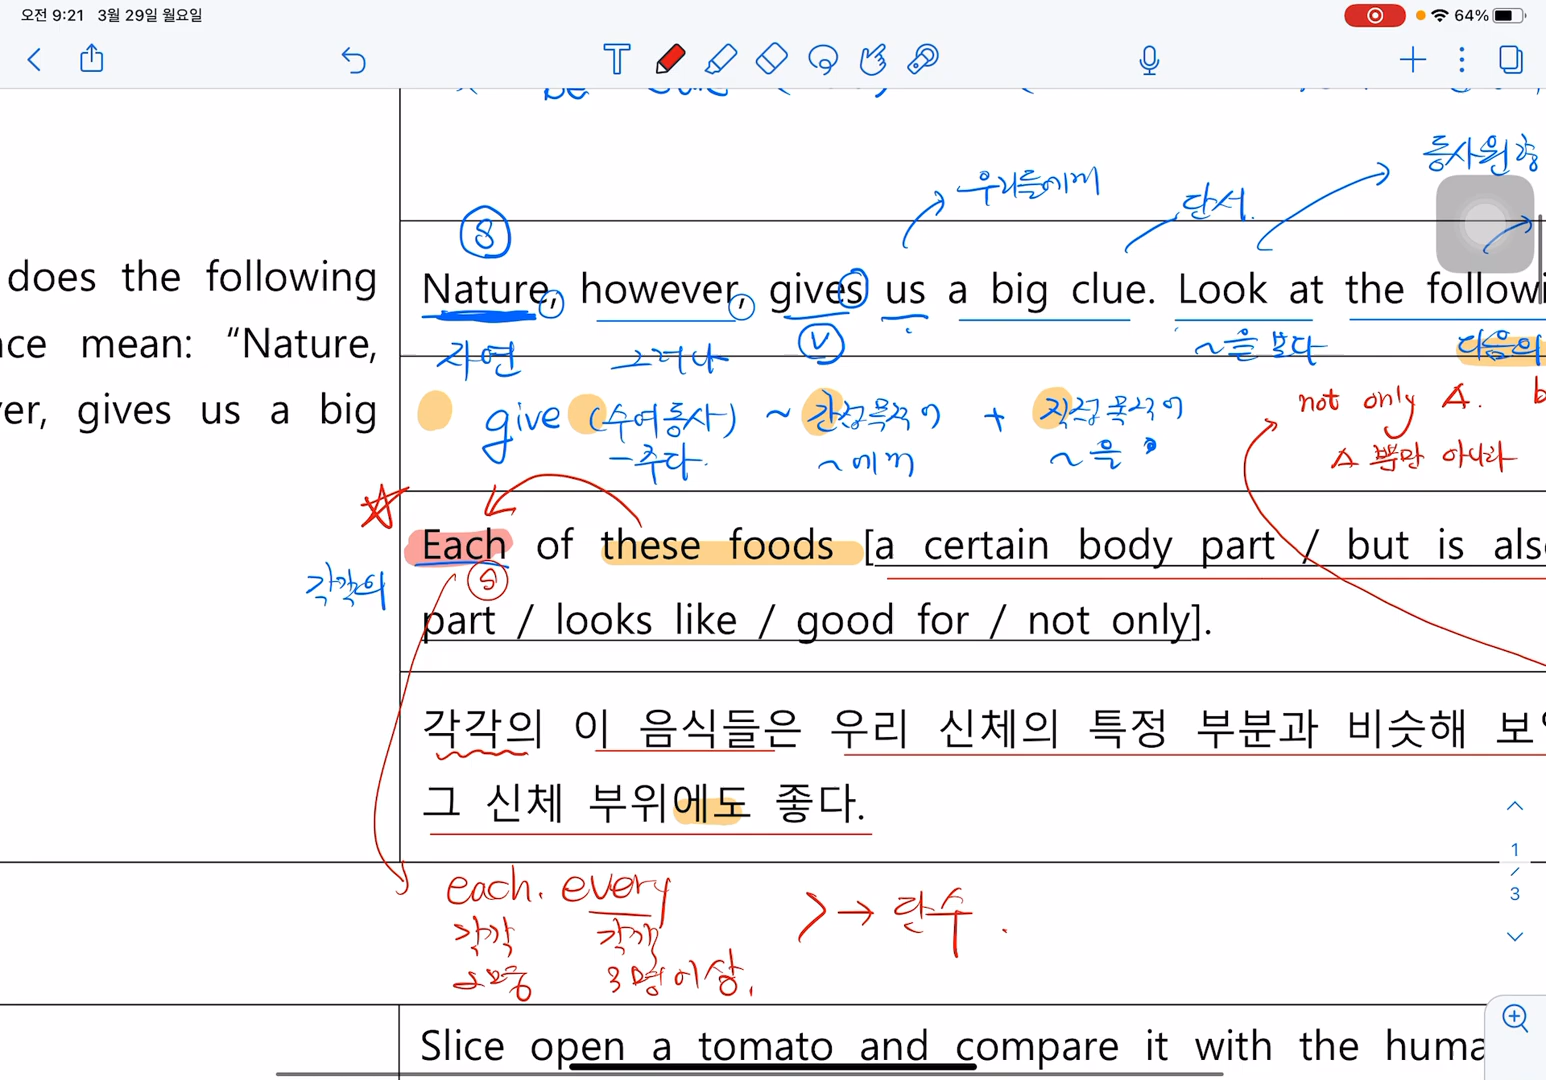 오전 9:21 3월 29일 월요일
64%
동사원형
우리들에게
단서.
S
does the following
Nature, however, gives us a big clue. Look at the followi
V
자연 그러나 ~을 보다 다음의
ce mean: “Nature,
er, gives us a big
give (수여동사) ~ 간접목적어 + 직접목적어
-주다. ~에게 ~을
not only A. b
A 뿐만 아니라
Each of these foods [a certain body part / but is als
S
각각의
part / looks like / good for / not only].
각각의 이 음식들은 우리 신체의 특정 부분과 비슷해 보
그 신체 부위에도 좋다.
1
/
3
each. every > → 단수.
각각 각각
3명이상.
Slice open a tomato and compare it with the huma